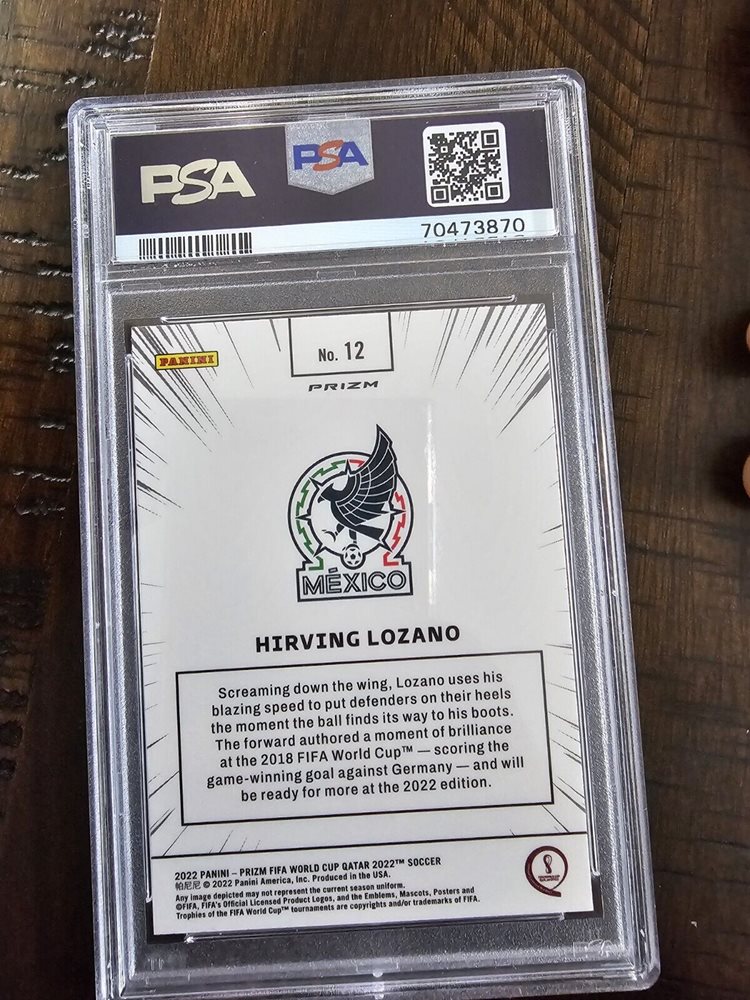 PSA
PSA
70473870
PANINI
No. 12
PRIZM
MÉXICO
HIRVING LOZANO
Screaming down the wing, Lozano uses his
blazing speed to put defenders on their heels
the moment the ball finds its way to his boots.
The forward authored a moment of brilliance
at the 2018 FIFA World Cup™ — scoring the
game-winning goal against Germany — and will
be ready for more at the 2022 edition.
2022 PANINI – PRIZM FIFA WORLD CUP QATAR 2022™ SOCCER
帕尼尼 © 2022 Panini America, Inc. Produced in the USA.
Any image depicted may not represent the current season uniform.
©FIFA, FIFA's Official Licensed Product Logos, and the Emblems, Mascots, Posters and
Trophies of the FIFA World Cup™ tournaments are copyrights and/or trademarks of FIFA.